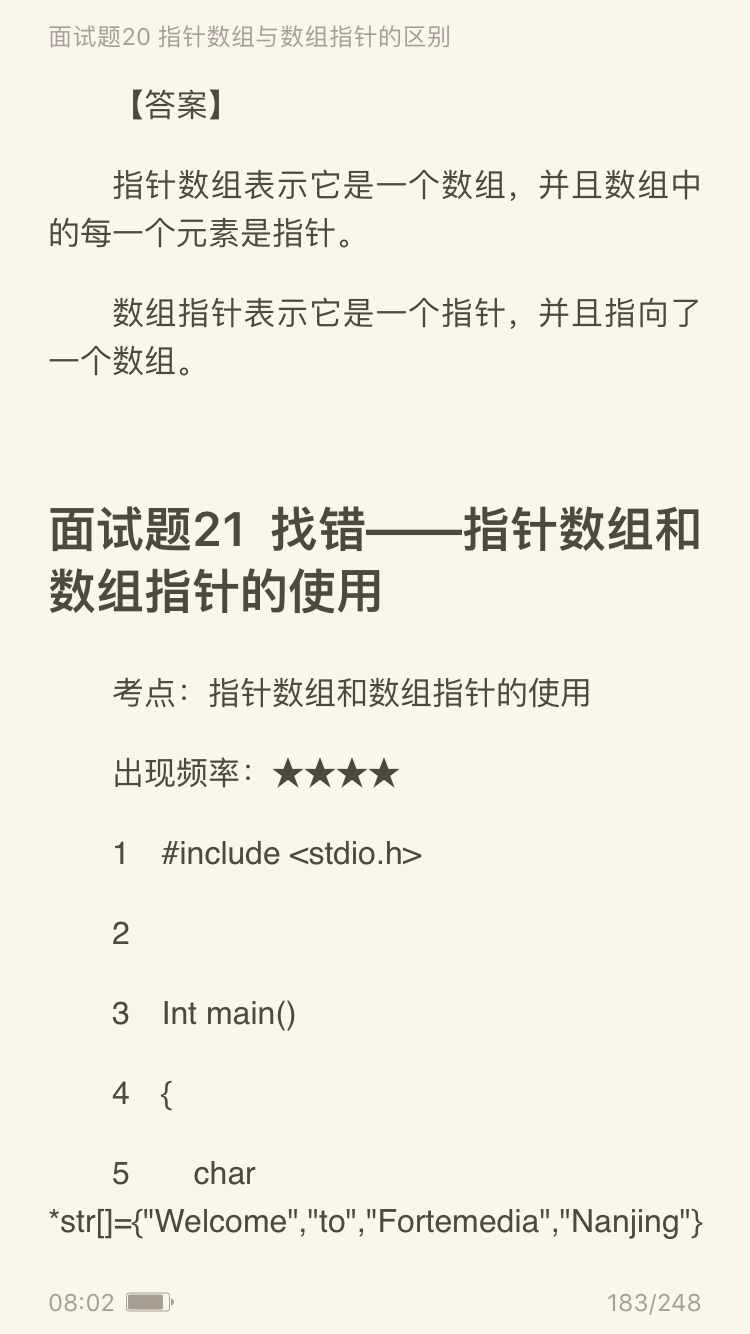 面试题20 指针数组与数组指针的区别
【答案】
指针数组表示它是一个数组，并且数组中
的每一个元素是指针。
数组指针表示它是一个指针，并且指向了
一个数组。
面试题21 找错——指针数组和
数组指针的使用
考点：指针数组和数组指针的使用
出现频率：★★★★
1 #include <stdio.h>
2
3 Int main()
4 {
5 char
*str[]={"Welcome","to","Fortemedia","Nanjing"}
08:02 183/248